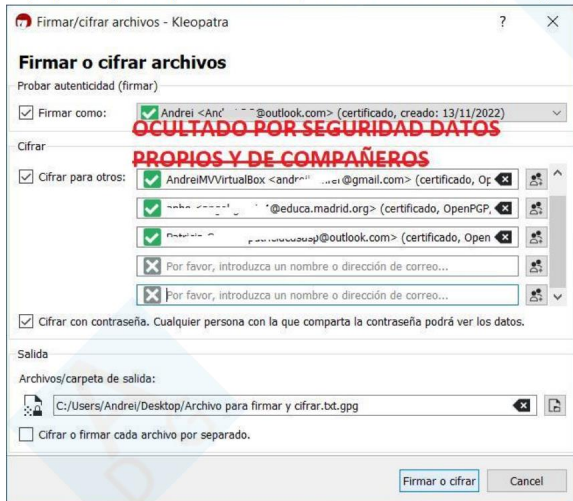 Firmar/cifrar archivos - Kleopatra
Firmar o cifrar archivos
Probar autenticidad (firmar)
Firmar como:
Andrei <And @outlook.com> (certificado, creado: 13/11/2022)
OCULTADO POR SEGURIDAD DATOS
PROPIOS Y DE COMPAÑEROS
Cifrar
Cifrar para otros:
AndreiMVVirtualBox < @gmail.com> (certificado, Op
@educa.madrid.org> (certificado, OpenPGP,
@outlook.com> (certificado, Open
Por favor, introduzca un nombre o dirección de correo...
Por favor, introduzca un nombre o dirección de correo...
Cifrar con contraseña. Cualquier persona con la que comparta la contraseña podrá ver los datos.
Salida
Archivos/carpeta de salida:
C:/Users/Andrei/Desktop/Archivo para firmar y cifrar.txt.gpg
Cifrar o firmar cada archivo por separado.
Firmar o cifrar
Cancel